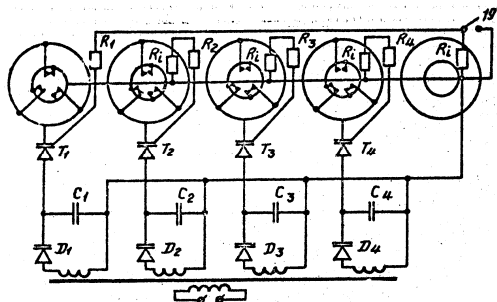 19
R1 Ri R2 Ri R3 Ri R4 Ri
T1 T2 T3 T4
C1 C2 C3 C4
D1 D2 D3 D4